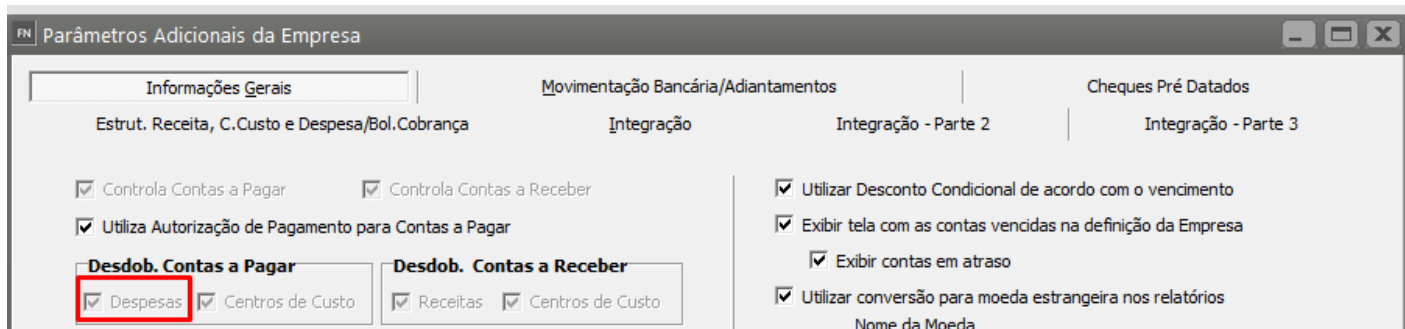 FN Parâmetros Adicionais da Empresa
Informações Gerais Movimentação Bancária/Adiantamentos Cheques Pré Datados
Estrut. Receita, C.Custo e Despesa/Bol.Cobrança Integração Integração - Parte 2 Integração - Parte 3
Controla Contas a Pagar Controla Contas a Receber
Utiliza Autorização de Pagamento para Contas a Pagar
Desdob. Contas a Pagar Desdob. Contas a Receber
Despesas Centros de Custo Receitas Centros de Custo
Utilizar Desconto Condicional de acordo com o vencimento
Exibir tela com as contas vencidas na definição da Empresa
Exibir contas em atraso
Utilizar conversão para moeda estrangeira nos relatórios
Nome da Moeda